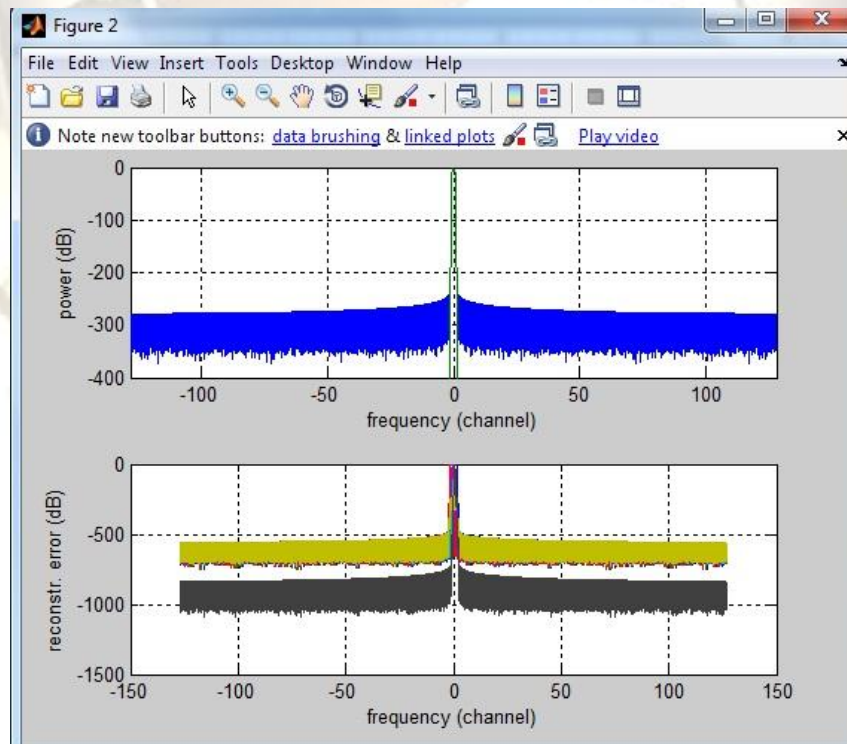 Figure 2
File Edit View Insert Tools Desktop Window Help
Note new toolbar buttons: data brushing & linked plots Play video
0
-100
-200
-300
-400
power (dB)
-100 -50 0 50 100
frequency (channel)
0
-500
-1000
-1500
reconstr. error (dB)
-150 -100 -50 0 50 100 150
frequency (channel)